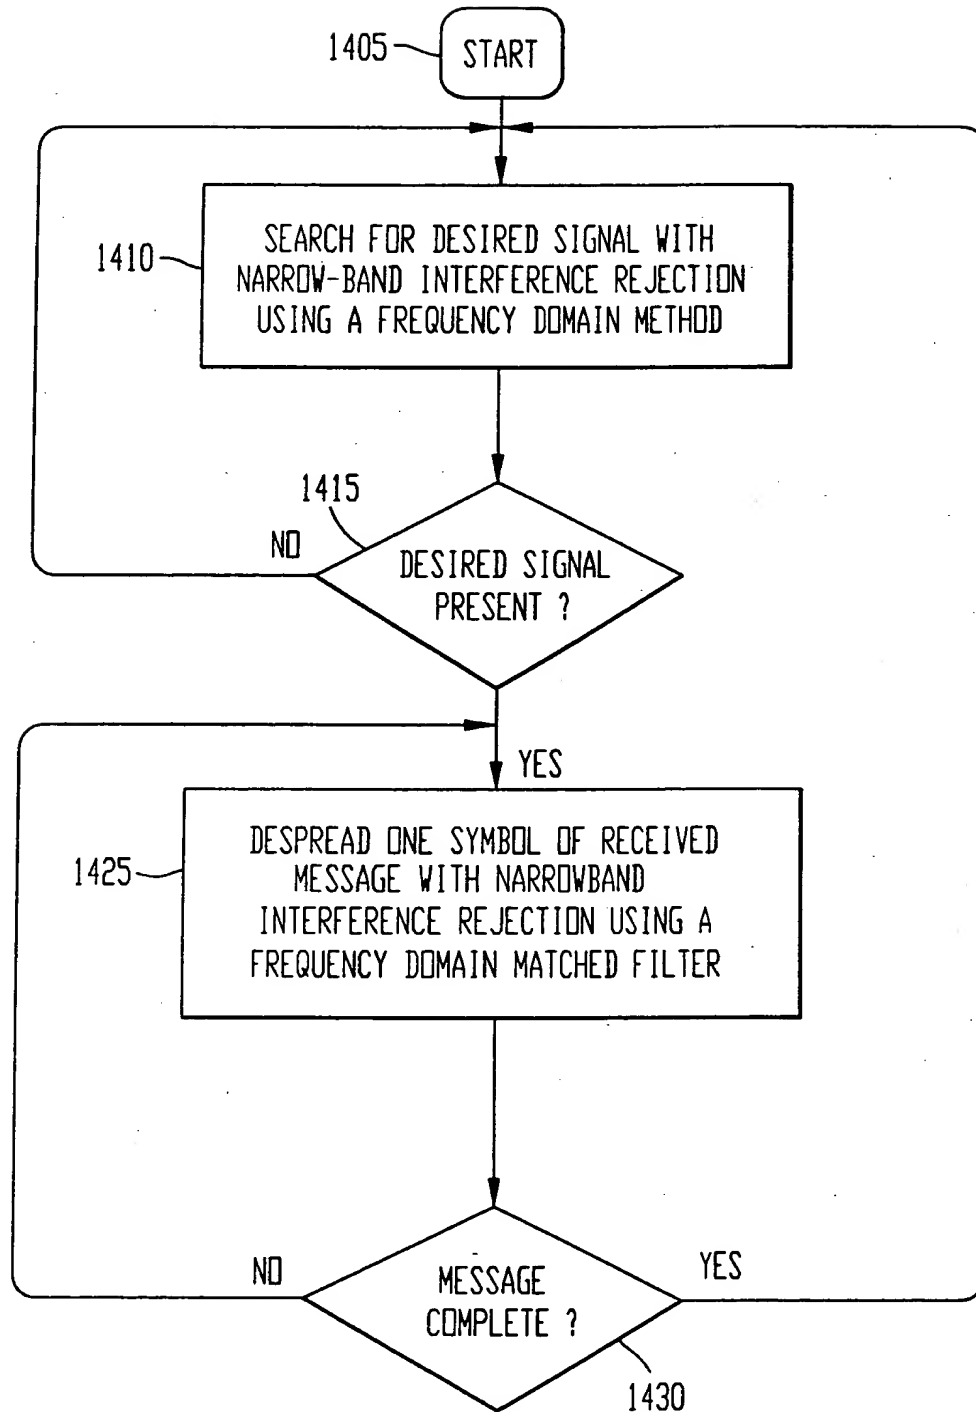 1405
START
1410
SEARCH FOR DESIRED SIGNAL WITH
NARROW-BAND INTERFERENCE REJECTION
USING A FREQUENCY DOMAIN METHOD
1415
NO
DESIRED SIGNAL
PRESENT ?
YES
1425
DESPREAD ONE SYMBOL OF RECEIVED
MESSAGE WITH NARROWBAND
INTERFERENCE REJECTION USING A
FREQUENCY DOMAIN MATCHED FILTER
NO
MESSAGE
COMPLETE ?
YES
1430